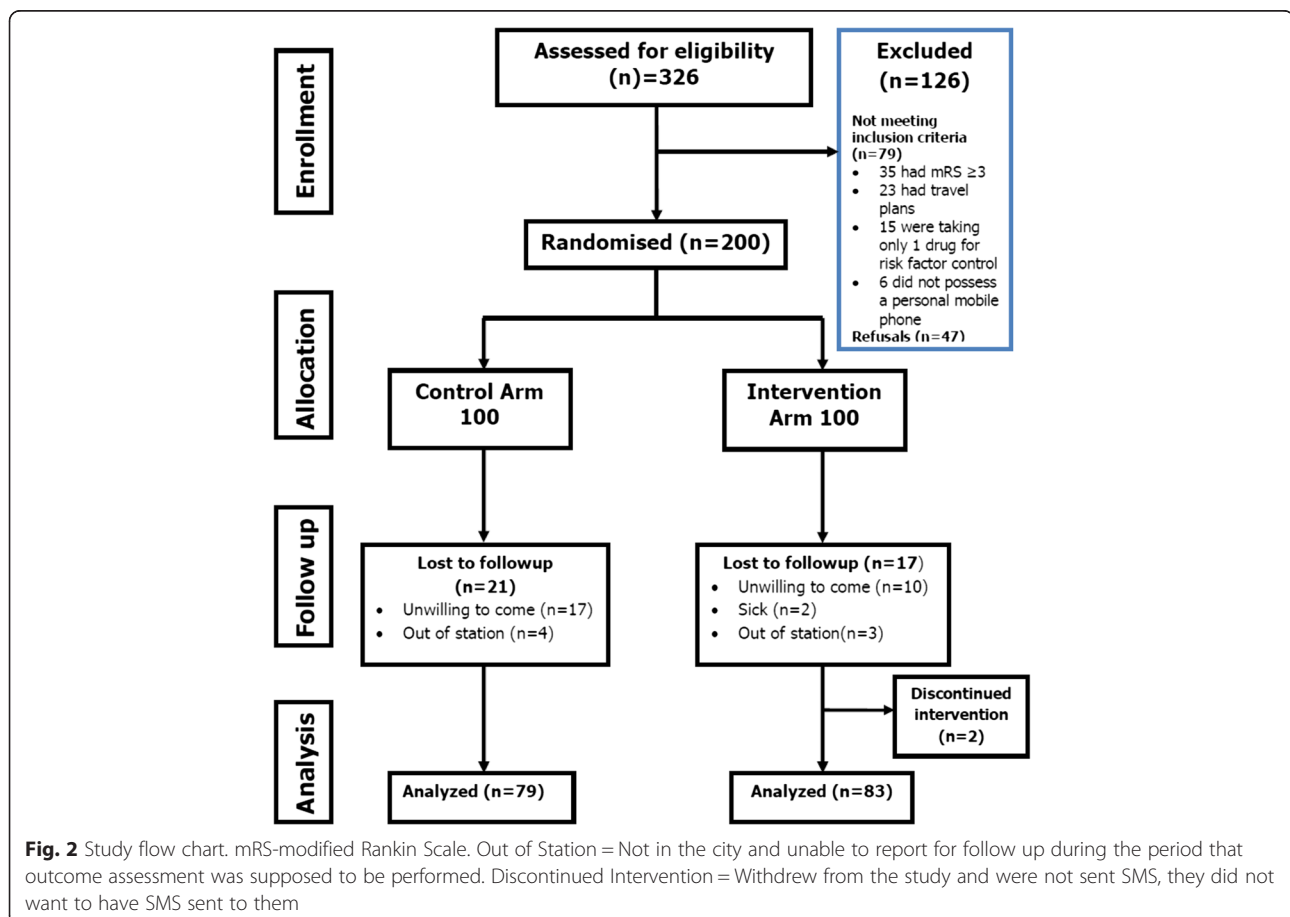 Enrollment
Assessed for eligibility
(n)=326
Excluded
(n=126)
Not meeting
inclusion criteria
(n=79)
• 35 had mRS ≥3
• 23 had travel
plans
• 15 were taking
only 1 drug for
risk factor control
• 6 did not possess
a personal mobile
phone
Refusals (n=47)
Randomised (n=200)
Allocation
Control Arm
100
Intervention
Arm 100
Follow up
Lost to followup
(n=21)
• Unwilling to come (n=17)
• Out of station (n=4)
Lost to followup (n=17)
• Unwilling to come (n=10)
• Sick (n=2)
• Out of station(n=3)
Discontinued
intervention
(n=2)
Analysis
Analyzed (n=79)
Analyzed (n=83)
Fig. 2 Study flow chart. mRS-modified Rankin Scale. Out of Station = Not in the city and unable to report for follow up during the period that
outcome assessment was supposed to be performed. Discontinued Intervention = Withdrew from the study and were not sent SMS, they did not
want to have SMS sent to them